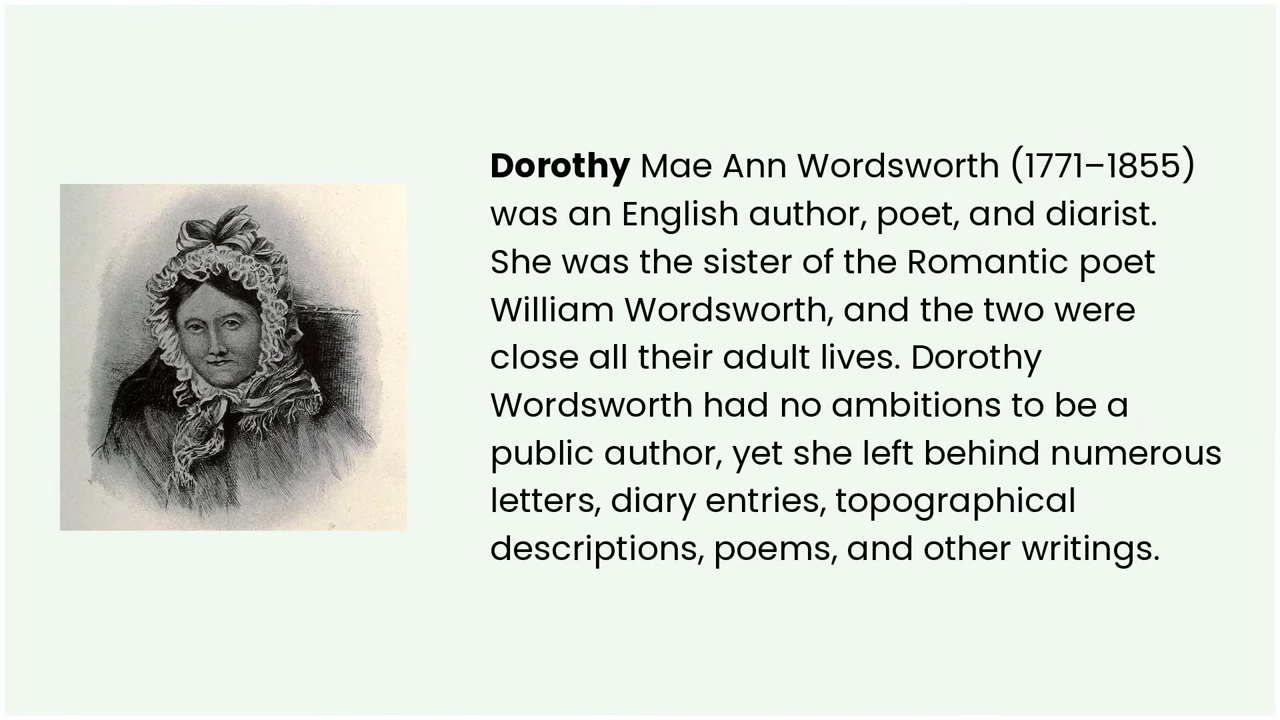 Dorothy Mae Ann Wordsworth (1771–1855)
was an English author, poet, and diarist.
She was the sister of the Romantic poet
William Wordsworth, and the two were
close all their adult lives. Dorothy
Wordsworth had no ambitions to be a
public author, yet she left behind numerous
letters, diary entries, topographical
descriptions, poems, and other writings.